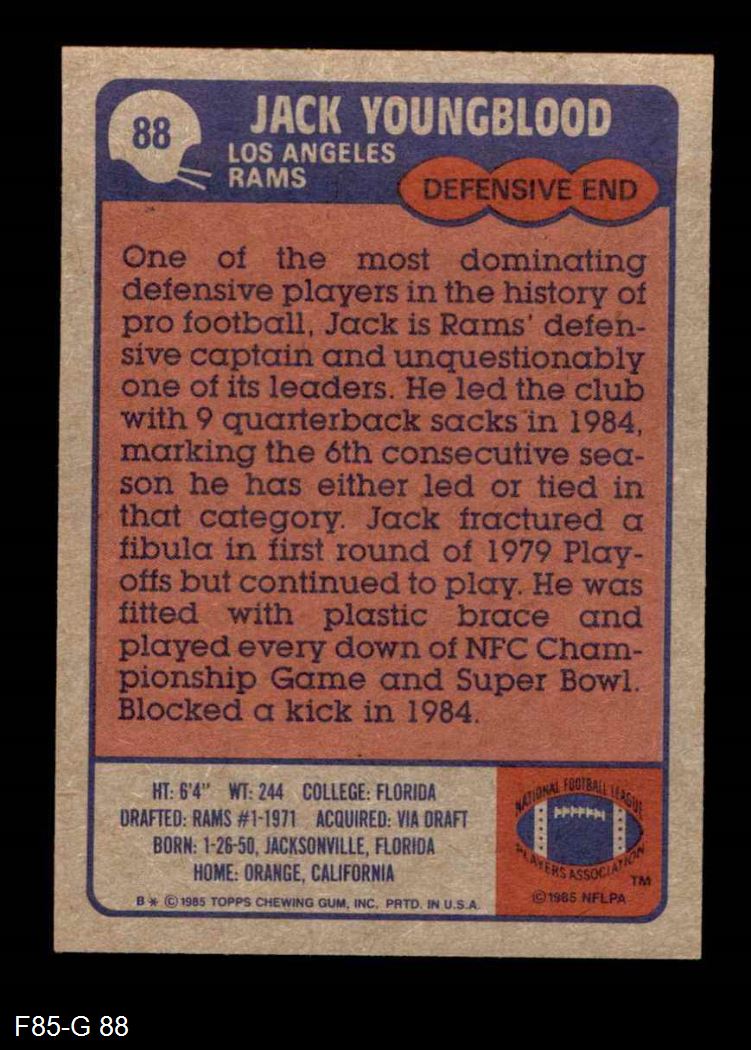 88
JACK YOUNGBLOOD
LOS ANGELES
RAMS
DEFENSIVE END
One of the most dominating
defensive players in the history of
pro football, Jack is Rams' defen-
sive captain and unquestionably
one of its leaders. He led the club
with 9 quarterback sacks in 1984,
marking the 6th consecutive sea-
son he has either led or tied in
that category. Jack fractured a
fibula in first round of 1979 Play-
offs but continued to play. He was
fitted with plastic brace and
played every down of NFC Cham-
pionship Game and Super Bowl.
Blocked a kick in 1984.
HT: 6'4" WT: 244 COLLEGE: FLORIDA
DRAFTED: RAMS #1-1971 ACQUIRED: VIA DRAFT
BORN: 1-26-50, JACKSONVILLE, FLORIDA
HOME: ORANGE, CALIFORNIA
B * © 1985 TOPPS CHEWING GUM, INC. PRTD. IN U.S.A.
NATIONAL FOOTBALL LEAGUE
PLAYERS ASSOCIATION
TM
© 1985 NFLPA
F85-G 88